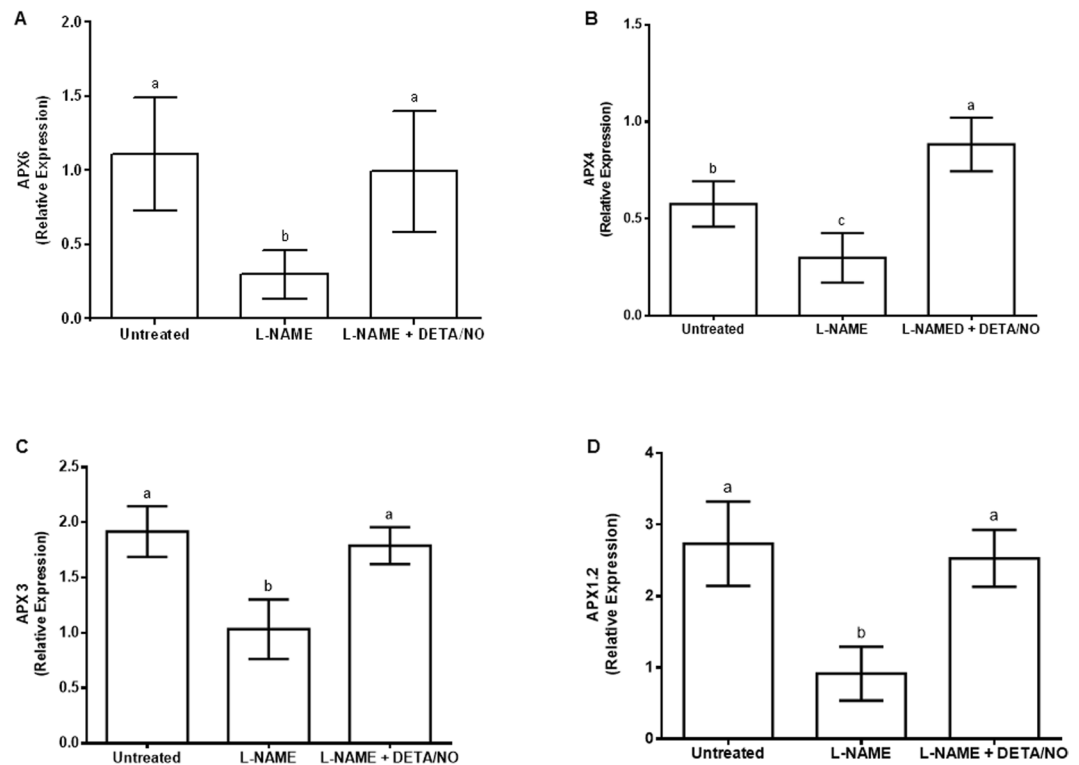 A
APX6
(Relative Expression)
2.0
1.5
1.0
0.5
0.0
a
b
a
Untreated
L-NAME
L-NAME + DETA/NO
B
APX4
(Relative Expression)
1.5
1.0
0.5
0.0
b
c
a
Untreated
L-NAME
L-NAMED + DETA/NO
C
APX 3
(Relative Expression)
2.5
2.0
1.5
1.0
0.5
0.0
a
b
a
Untreated
L-NAME
L-NAME + DETA/NO
D
APX1.2
(Relative Expression)
4
3
2
1
0
a
b
a
Untreated
L-NAME
L-NAME + DETA/NO